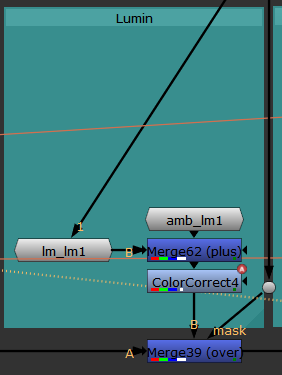 Lumin
1
amb_lm1
lm_lm1
B
Merge62 (plus)
A
ColorCorrect4
B
mask
A
Merge39 (over)